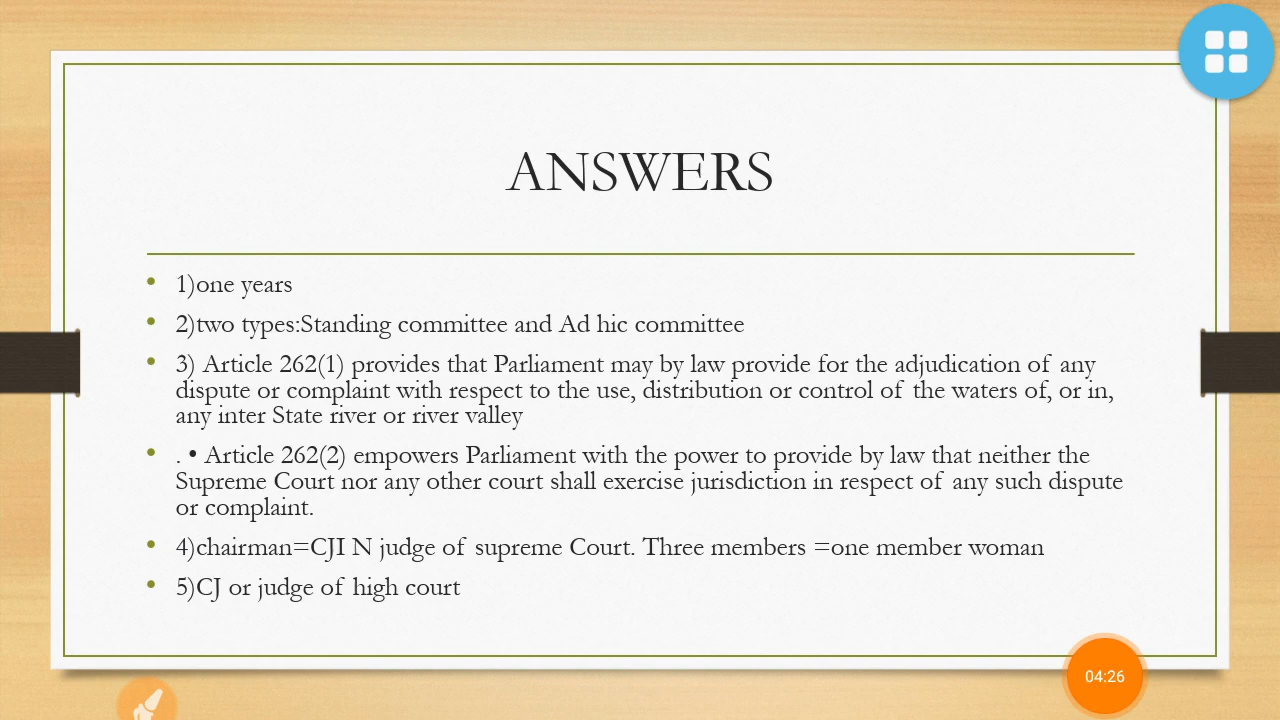 ANSWERS
• 1)one years
• 2)two types:Standing committee and Ad hic committee
• 3) Article 262(1) provides that Parliament may by law provide for the adjudication of any
dispute or complaint with respect to the use, distribution or control of the waters of, or in,
any inter State river or river valley
• . • Article 262(2) empowers Parliament with the power to provide by law that neither the
Supreme Court nor any other court shall exercise jurisdiction in respect of any such dispute
or complaint.
• 4)chairman=CJI N judge of supreme Court. Three members =one member woman
• 5)CJ or judge of high court
04:26